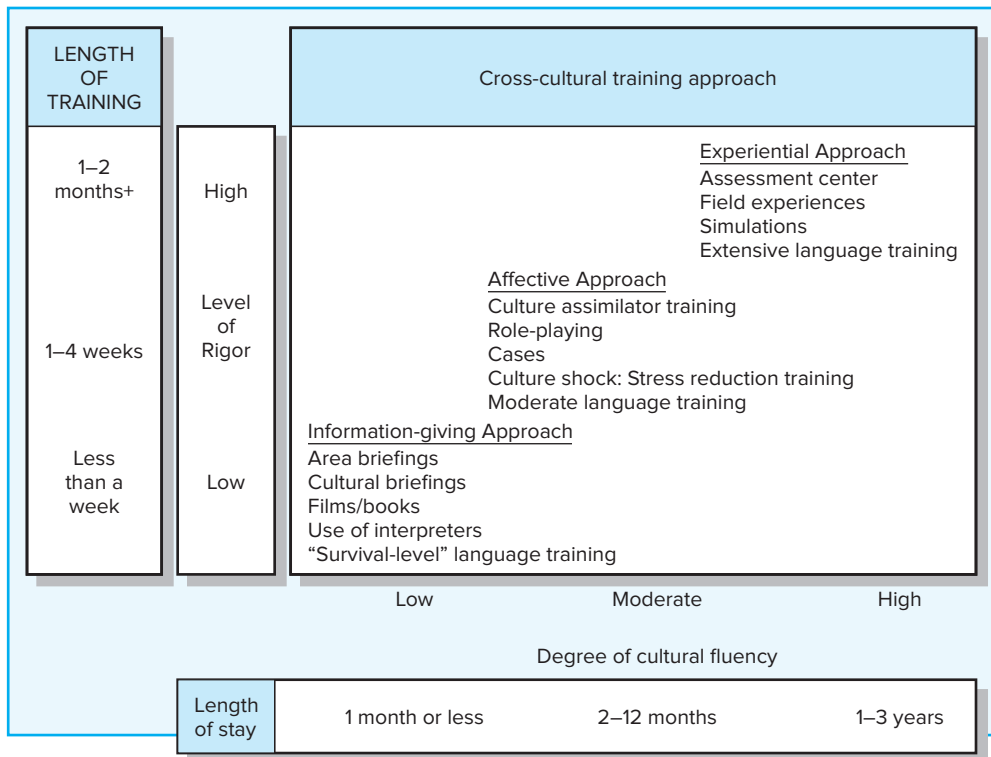 LENGTH
OF
TRAINING
Cross-cultural training approach
1–2
months+
High
Experiential Approach
Assessment center
Field experiences
Simulations
Extensive language training
1–4 weeks
Level
of
Rigor
Affective Approach
Culture assimilator training
Role-playing
Cases
Culture shock: Stress reduction training
Moderate language training
Less
than a
week
Low
Information-giving Approach
Area briefings
Cultural briefings
Films/books
Use of interpreters
“Survival-level” language training
Low Moderate High
Degree of cultural fluency
Length
of stay
1 month or less 2–12 months 1–3 years